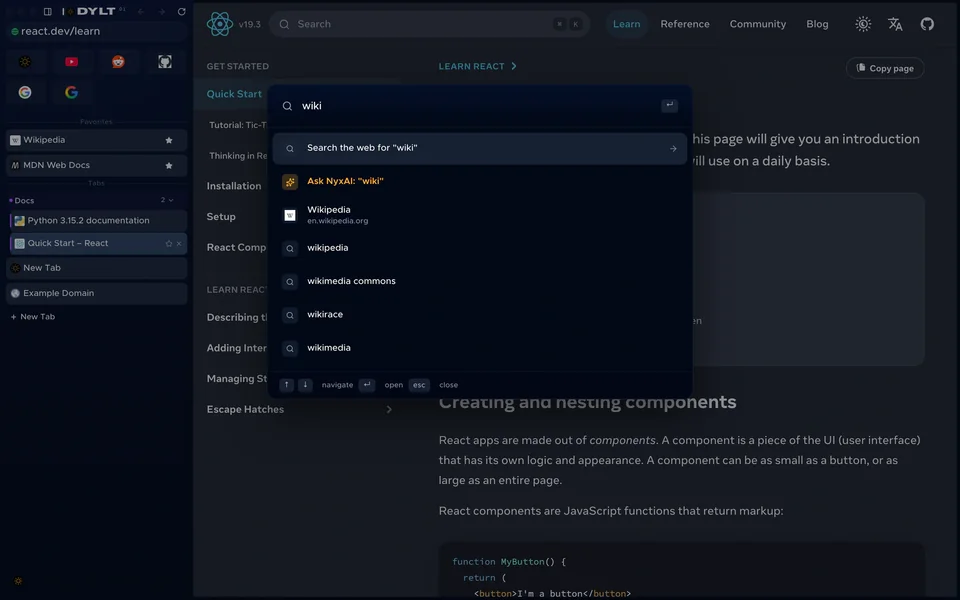 DYLT
react.dev/learn
Favorites
Wikipedia
MDN Web Docs
Tabs
Docs
2
Python 3.15.2 documentation
Quick Start – React
New Tab
Example Domain
+ New Tab
v19.3
Search
K
Learn
Reference
Community
Blog
GET STARTED
Quick Start
Tutorial: Tic-T
Thinking in Re
Installation
Setup
React Comp
LEARN REACT
Describing t
Adding Inter
Managing St
Escape Hatches
LEARN REACT
Copy page
his page will give you an introduction
ill use on a daily basis.
en
wiki
Search the web for "wiki"
Ask NyxAI: "wiki"
Wikipedia
en.wikipedia.org
wikipedia
wikimedia commons
wikirace
wikimedia
↑ ↓ navigate ↵ open esc close
Creating and nesting components
React apps are made out of components. A component is a piece of the UI (user interface)
that has its own logic and appearance. A component can be as small as a button, or as
large as an entire page.
React components are JavaScript functions that return markup:
function MyButton() {
return (
<button>I'm a button</button>